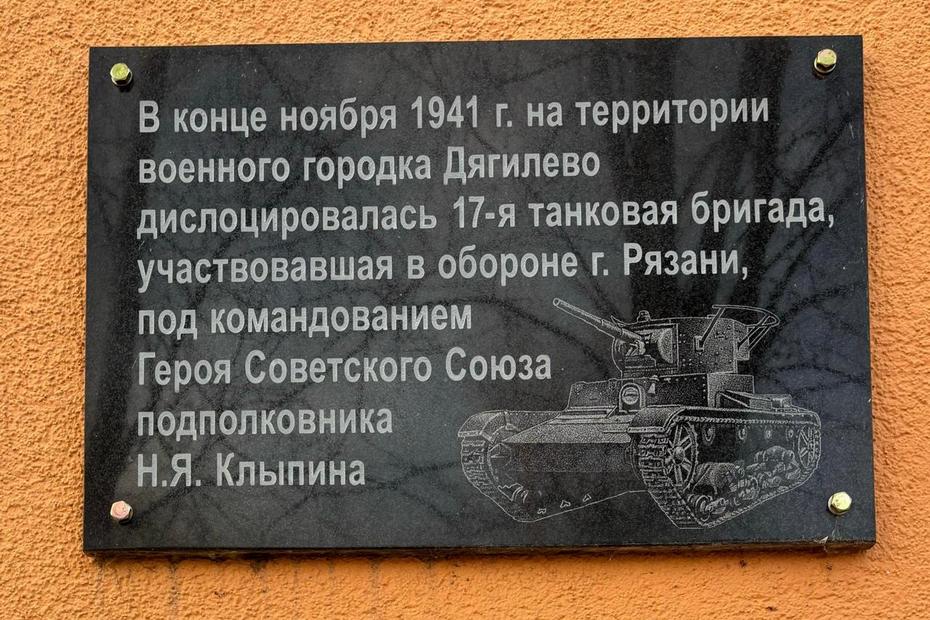 В конце ноября 1941 г. на территории
военного городка Дягилево
дислоцировалась 17-я танковая бригада,
участвовавшая в обороне г. Рязани,
под командованием
Героя Советского Союза
подполковника
Н.Я. Клыпина